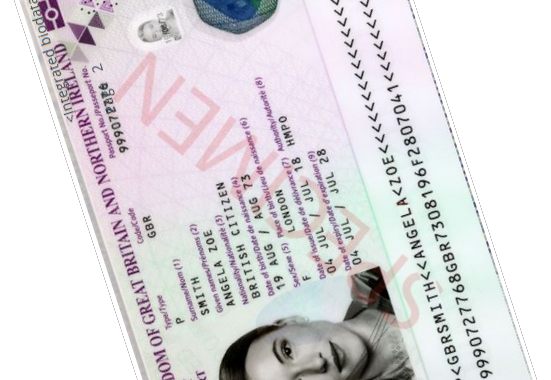 <Integrated biodata
2
DOM OF GREAT BRITAIN AND NORTHERN IRELAND
Type/Type
Code/Code
Passport No./Passeport No.
P
GBR
Surname/Nom (1)
SMITH
Given names/Prénoms (2)
ANGELA ZOE
Nationality/Nationalité (3)
BRITISH CITIZEN
Date of birth/Date de naissance (4)
19 AUG / AUG 73
Sex/Sexe (5)
Place of birth/Lieu de naissance (6)
F
LONDON
Date of issue/Date de délivrance (7)
Authority/Autorité (8)
04 JUL / JUL 18
HMPO
Date of expiry/Date d'expiration (9)
04 JUL / JUL 28
SPECIMEN
<GBRSMITH<<ANGELA<ZOE<<<<<<
9990727768GBR7308196F2807041<<<<<<